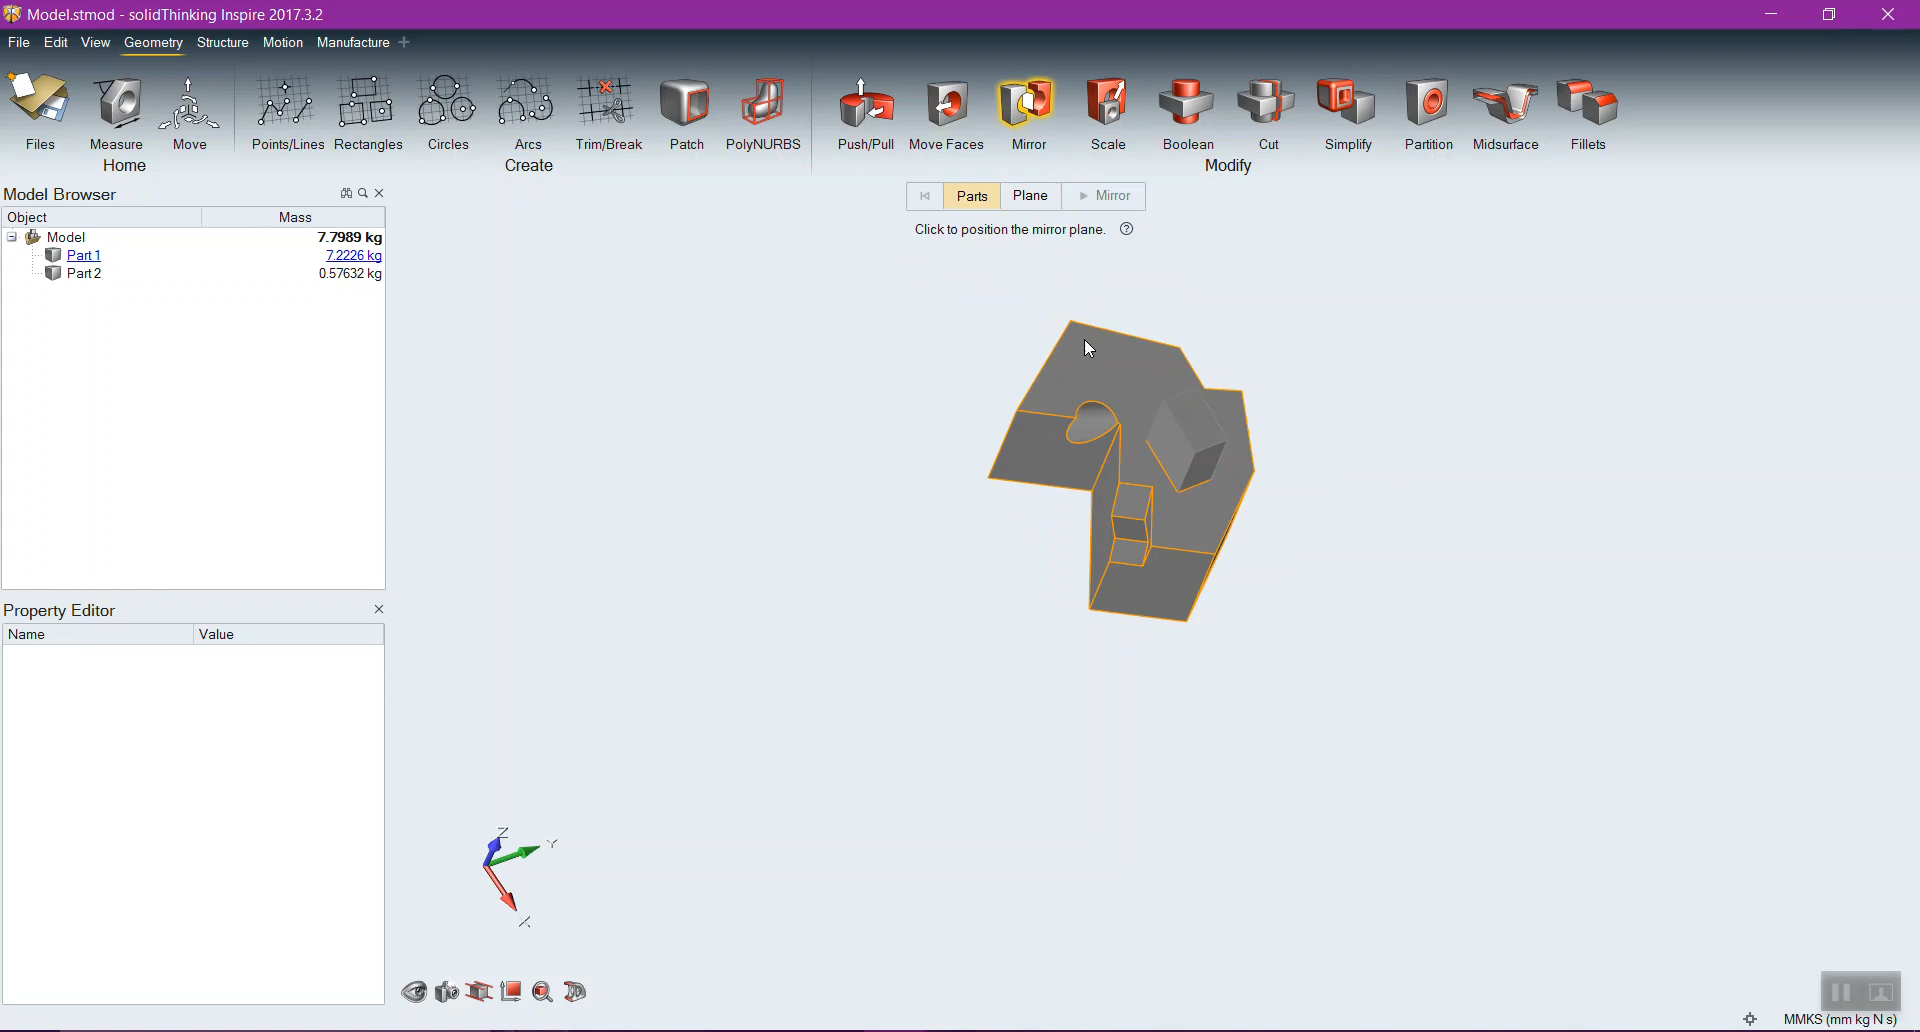 Model.stmod - solidThinking Inspire 2017.3.2
File Edit View Geometry Structure Motion Manufacture
Files Measure Move Points/Lines Rectangles Circles Arcs Trim/Break Patch PolyNURBS Push/Pull Move Faces Mirror Scale Boolean Cut Simplify Partition Midsurface Fillets
Home Create Modify
Model Browser
Parts Plane Mirror
Object Mass
Click to position the mirror plane.
Model 7.7989 kg
Part 1 7.2226 kg
Part 2 0.57632 kg
Property Editor
Name Value
Z
Y
X
MMKS (mm kg N s)